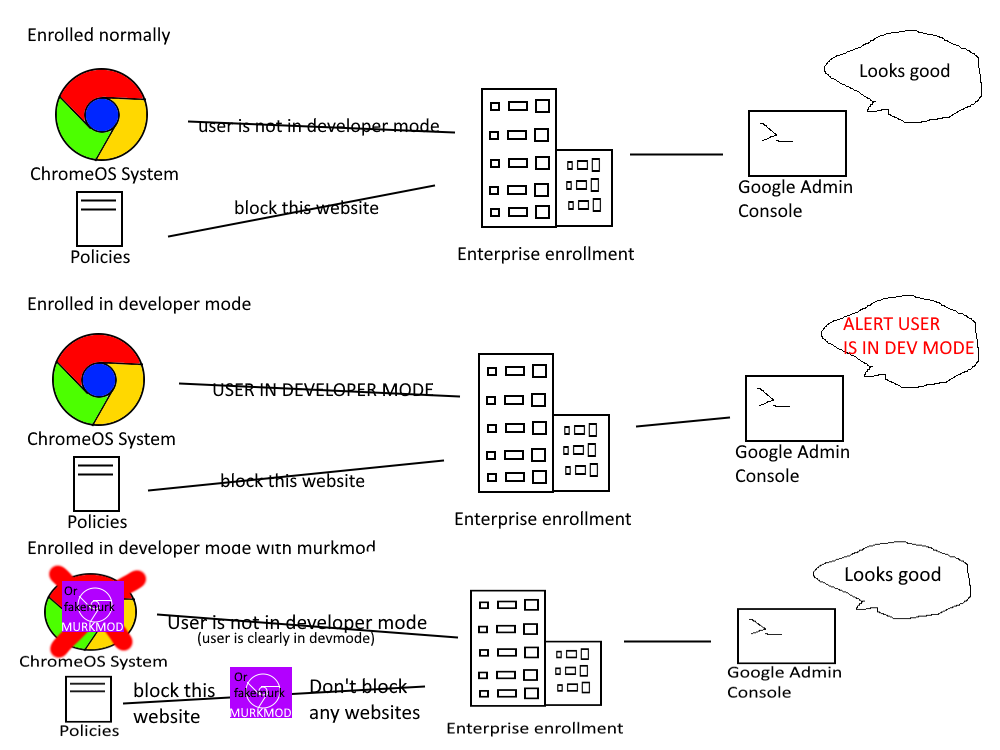 Enrolled normally
Looks good
user is not in developer mode
ChromeOS System
Google Admin
Console
block this website
Policies
Enterprise enrollment
Enrolled in developer mode
ALERT USER
IS IN DEV MODE
USER IN DEVELOPER MODE
ChromeOS System
Google Admin
Console
block this website
Policies
Enterprise enrollment
Enrolled in developer mode with murkmod
Looks good
Or
fakemurk
MURKMOD
User is not in developer mode
(user is clearly in devmode)
ChromeOS System
Google Admin
Console
block this
website
Or
fakemurk
MURKMOD
Don't block
any websites
Policies
Enterprise enrollment